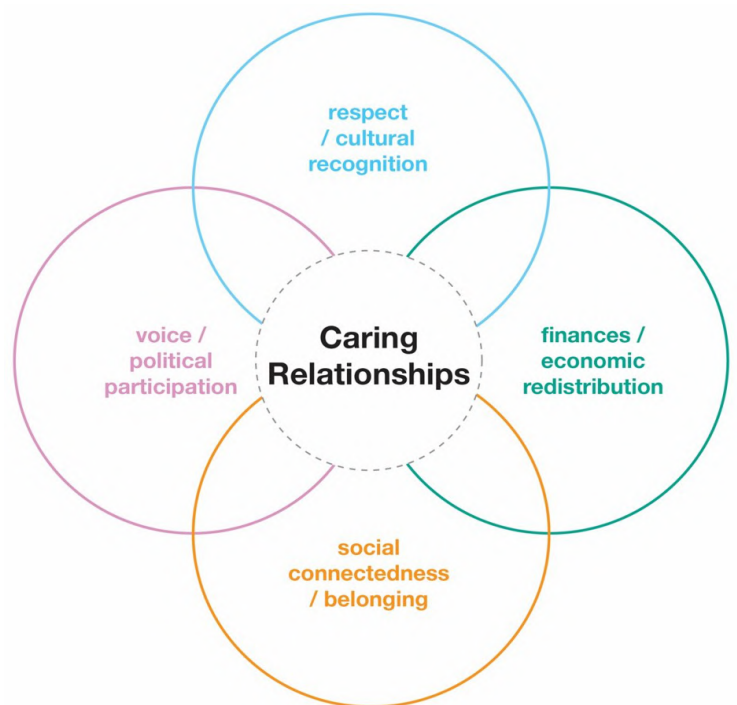 respect
/ cultural
recognition
voice /
political
participation
Caring
Relationships
finances /
economic
redistribution
social
connectedness
/ belonging